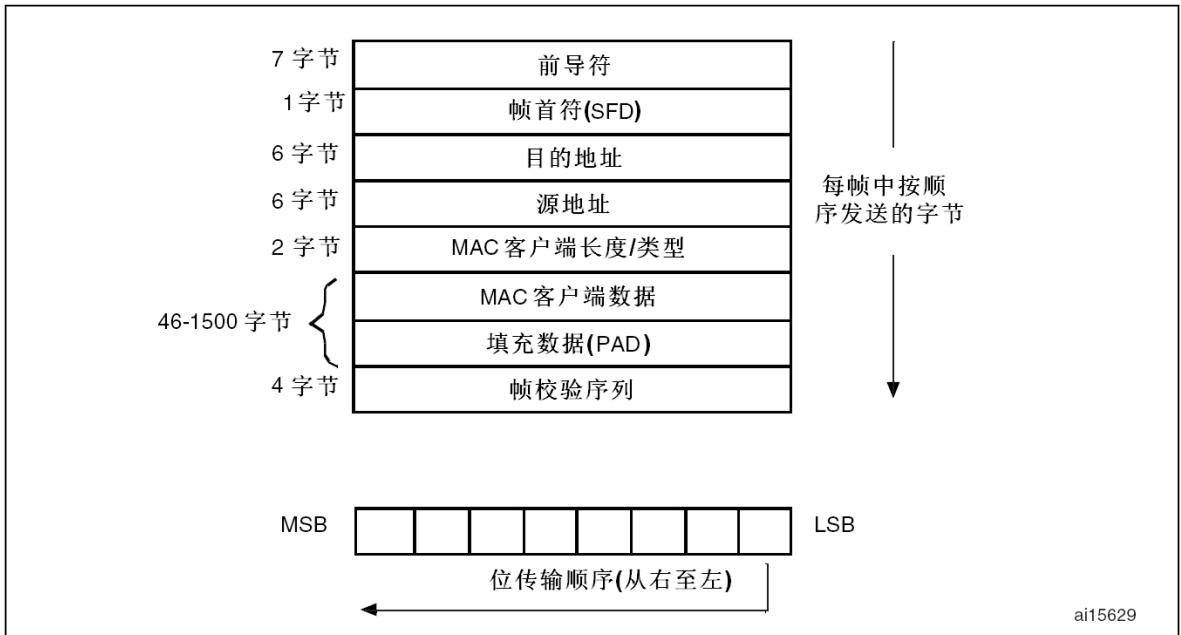 7 字节 前导符
1字节 帧首符(SFD)
6 字节 目的地址
6 字节 源地址
2 字节 MAC 客户端长度/类型
46-1500 字节 MAC 客户端数据
填充数据(PAD)
4 字节 帧校验序列
每帧中按顺
序发送的字节
MSB LSB
位传输顺序(从右至左)
ai15629